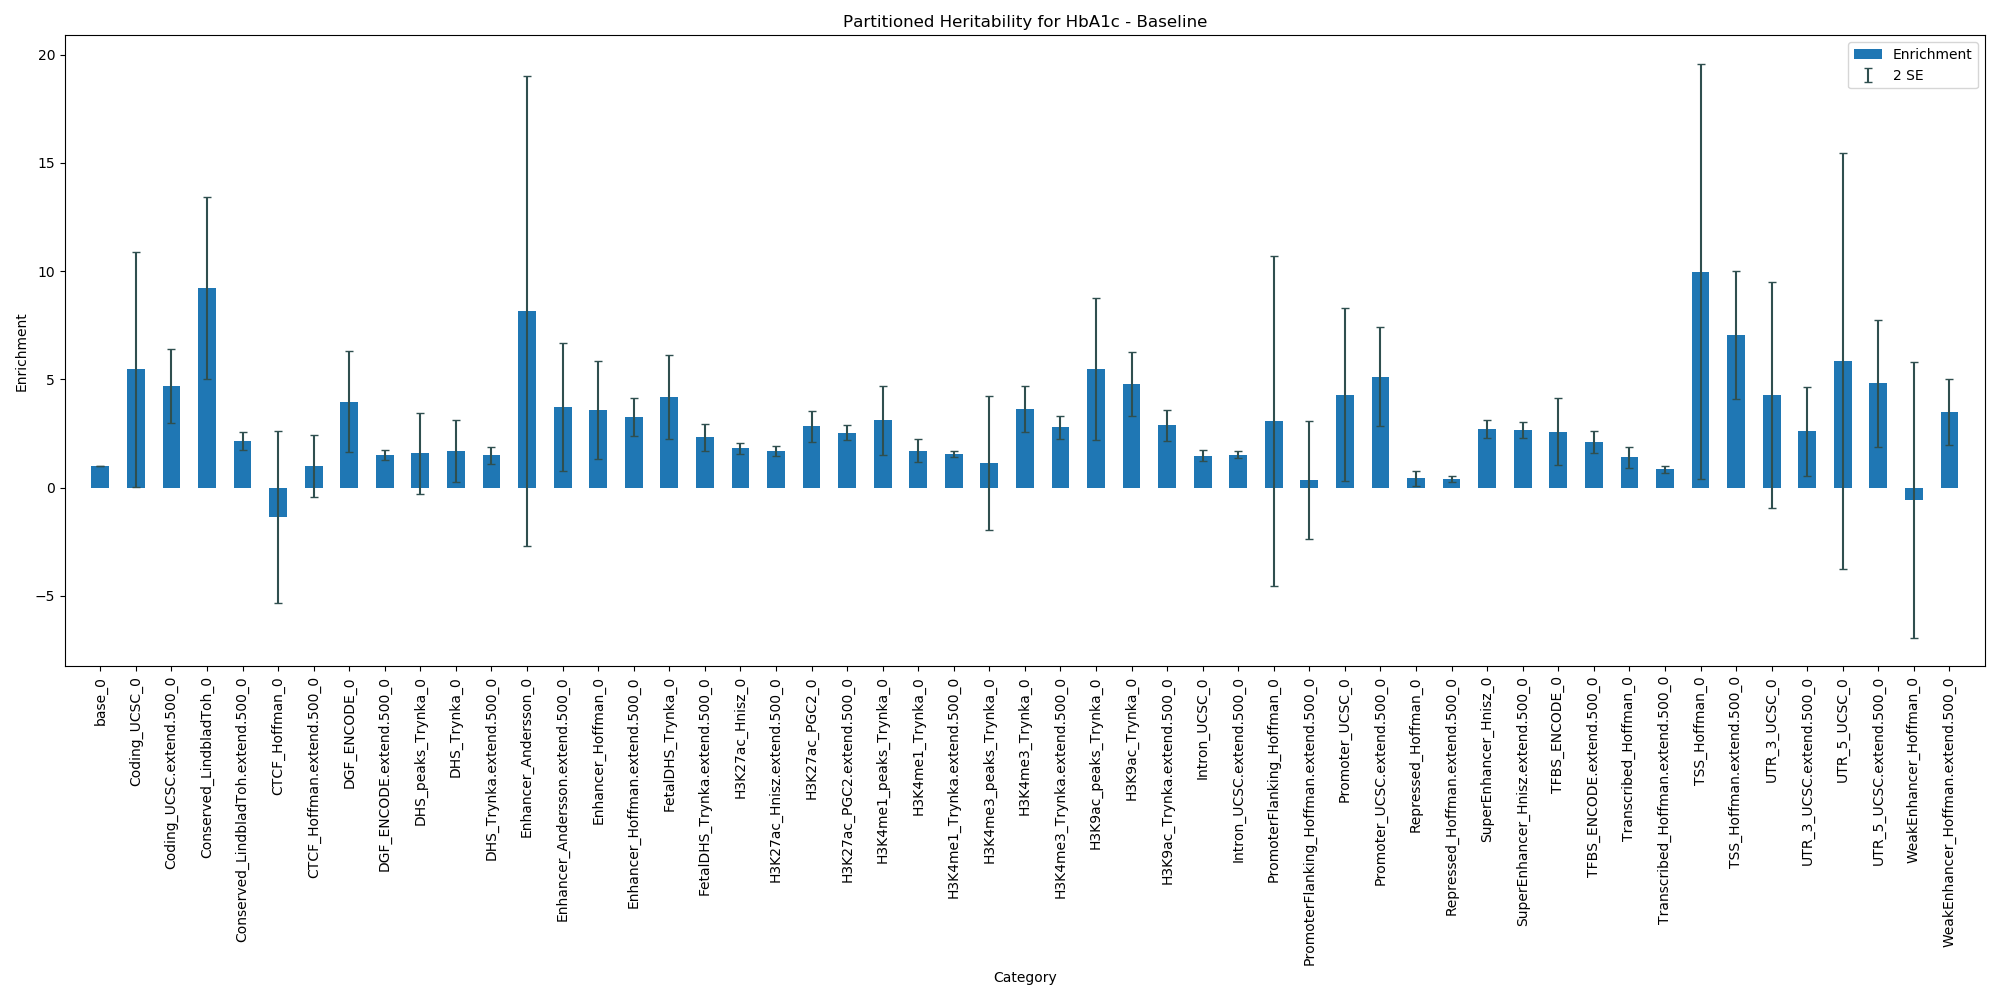 Partitioned Heritability for HbA1c - Baseline
Enrichment
2 SE
20
15
10
5
0
−5
Enrichment
base_0
Coding_UCSC_0
Coding_UCSC.extend.500_0
Conserved_LindbladToh_0
Conserved_LindbladToh.extend.500_0
CTCF_Hoffman_0
CTCF_Hoffman.extend.500_0
DGF_ENCODE_0
DGF_ENCODE.extend.500_0
DHS_peaks_Trynka_0
DHS_Trynka_0
DHS_Trynka.extend.500_0
Enhancer_Andersson_0
Enhancer_Andersson.extend.500_0
Enhancer_Hoffman_0
Enhancer_Hoffman.extend.500_0
FetalDHS_Trynka_0
FetalDHS_Trynka.extend.500_0
H3K27ac_Hnisz_0
H3K27ac_Hnisz.extend.500_0
H3K27ac_PGC2_0
H3K27ac_PGC2.extend.500_0
H3K4me1_peaks_Trynka_0
H3K4me1_Trynka_0
H3K4me1_Trynka.extend.500_0
H3K4me3_peaks_Trynka_0
H3K4me3_Trynka_0
H3K4me3_Trynka.extend.500_0
H3K9ac_peaks_Trynka_0
H3K9ac_Trynka_0
H3K9ac_Trynka.extend.500_0
Intron_UCSC_0
Intron_UCSC.extend.500_0
PromoterFlanking_Hoffman_0
PromoterFlanking_Hoffman.extend.500_0
Promoter_UCSC_0
Promoter_UCSC.extend.500_0
Repressed_Hoffman_0
Repressed_Hoffman.extend.500_0
SuperEnhancer_Hnisz_0
SuperEnhancer_Hnisz.extend.500_0
TFBS_ENCODE_0
TFBS_ENCODE.extend.500_0
Transcribed_Hoffman_0
Transcribed_Hoffman.extend.500_0
TSS_Hoffman_0
TSS_Hoffman.extend.500_0
UTR_3_UCSC_0
UTR_3_UCSC.extend.500_0
UTR_5_UCSC_0
UTR_5_UCSC.extend.500_0
WeakEnhancer_Hoffman_0
WeakEnhancer_Hoffman.extend.500_0
Category